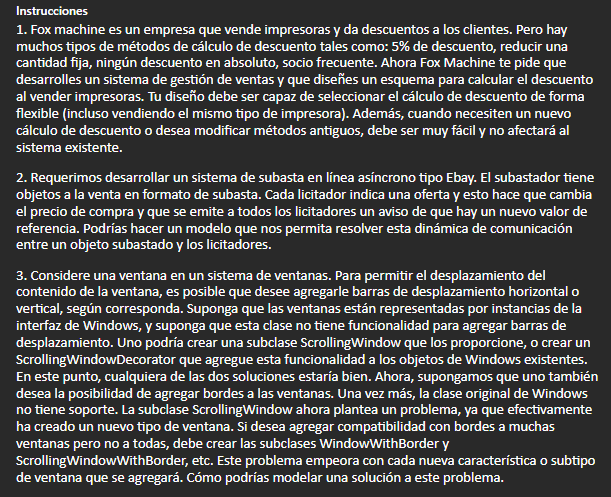 Instrucciones
1. Fox machine es un empresa que vende impresoras y da descuentos a los clientes. Pero hay
muchos tipos de métodos de cálculo de descuento tales como: 5% de descuento, reducir una
cantidad fija, ningún descuento en absoluto, socio frecuente. Ahora Fox Machine te pide que
desarrolles un sistema de gestión de ventas y que diseñes un esquema para calcular el descuento
al vender impresoras. Tu diseño debe ser capaz de seleccionar el cálculo de descuento de forma
flexible (incluso vendiendo el mismo tipo de impresora). Además, cuando necesiten un nuevo
cálculo de descuento o desea modificar métodos antiguos, debe ser muy fácil y no afectará al
sistema existente.
2. Requerimos desarrollar un sistema de subasta en línea asíncrono tipo Ebay. El subastador tiene
objetos a la venta en formato de subasta. Cada licitador indica una oferta y esto hace que cambia
el precio de compra y que se emite a todos los licitadores un aviso de que hay un nuevo valor de
referencia. Podrías hacer un modelo que nos permita resolver esta dinámica de comunicación
entre un objeto subastado y los licitadores.
3. Considere una ventana en un sistema de ventanas. Para permitir el desplazamiento del
contenido de la ventana, es posible que desee agregarle barras de desplazamiento horizontal o
vertical, según corresponda. Suponga que las ventanas están representadas por instancias de la
interfaz de Windows, y suponga que esta clase no tiene funcionalidad para agregar barras de
desplazamiento. Uno podría crear una subclase ScrollingWindow que los proporcione, o crear un
ScrollingWindowDecorator que agregue esta funcionalidad a los objetos de Windows existentes.
En este punto, cualquiera de las dos soluciones estaría bien. Ahora, supongamos que uno también
desea la posibilidad de agregar bordes a las ventanas. Una vez más, la clase original de Windows
no tiene soporte. La subclase ScrollingWindow ahora plantea un problema, ya que efectivamente
ha creado un nuevo tipo de ventana. Si desea agregar compatibilidad con bordes a muchas
ventanas pero no a todas, debe crear las subclases WindowWithBorder y
ScrollingWindowWithBorder, etc. Este problema empeora con cada nueva característica o subtipo
de ventana que se agregará. Cómo podrías modelar una solución a este problema.